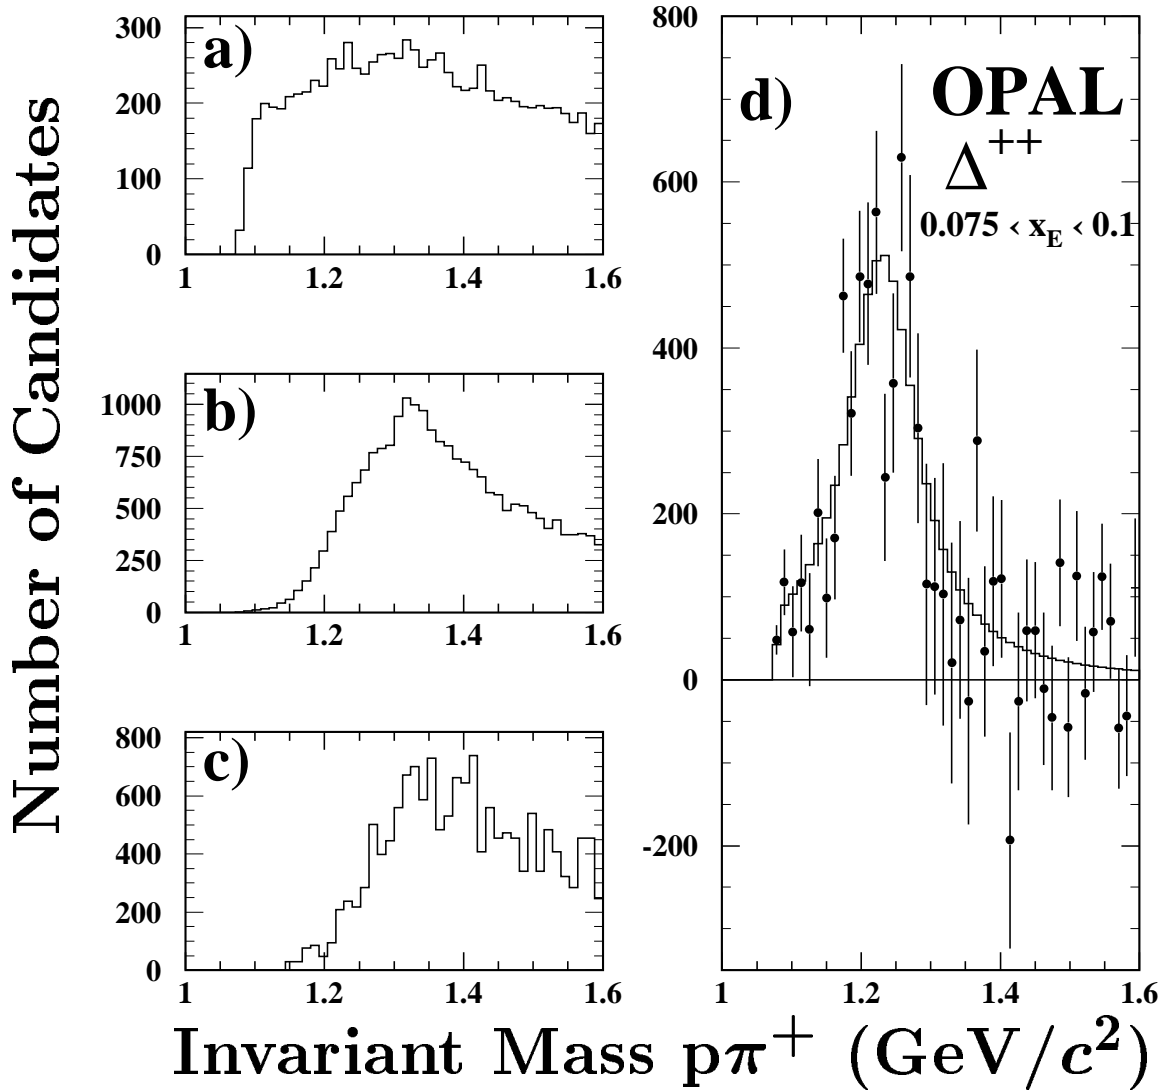 Number of Candidates
a)
300
200
100
0
1 1.2 1.4 1.6
b)
1000
750
500
250
0
1 1.2 1.4 1.6
c)
800
600
400
200
0
1 1.2 1.4 1.6
d)
OPAL
Δ++
0.075 < xE < 0.1
800
600
400
200
0
-200
1 1.2 1.4 1.6
Invariant Mass pπ+ (GeV/c2)